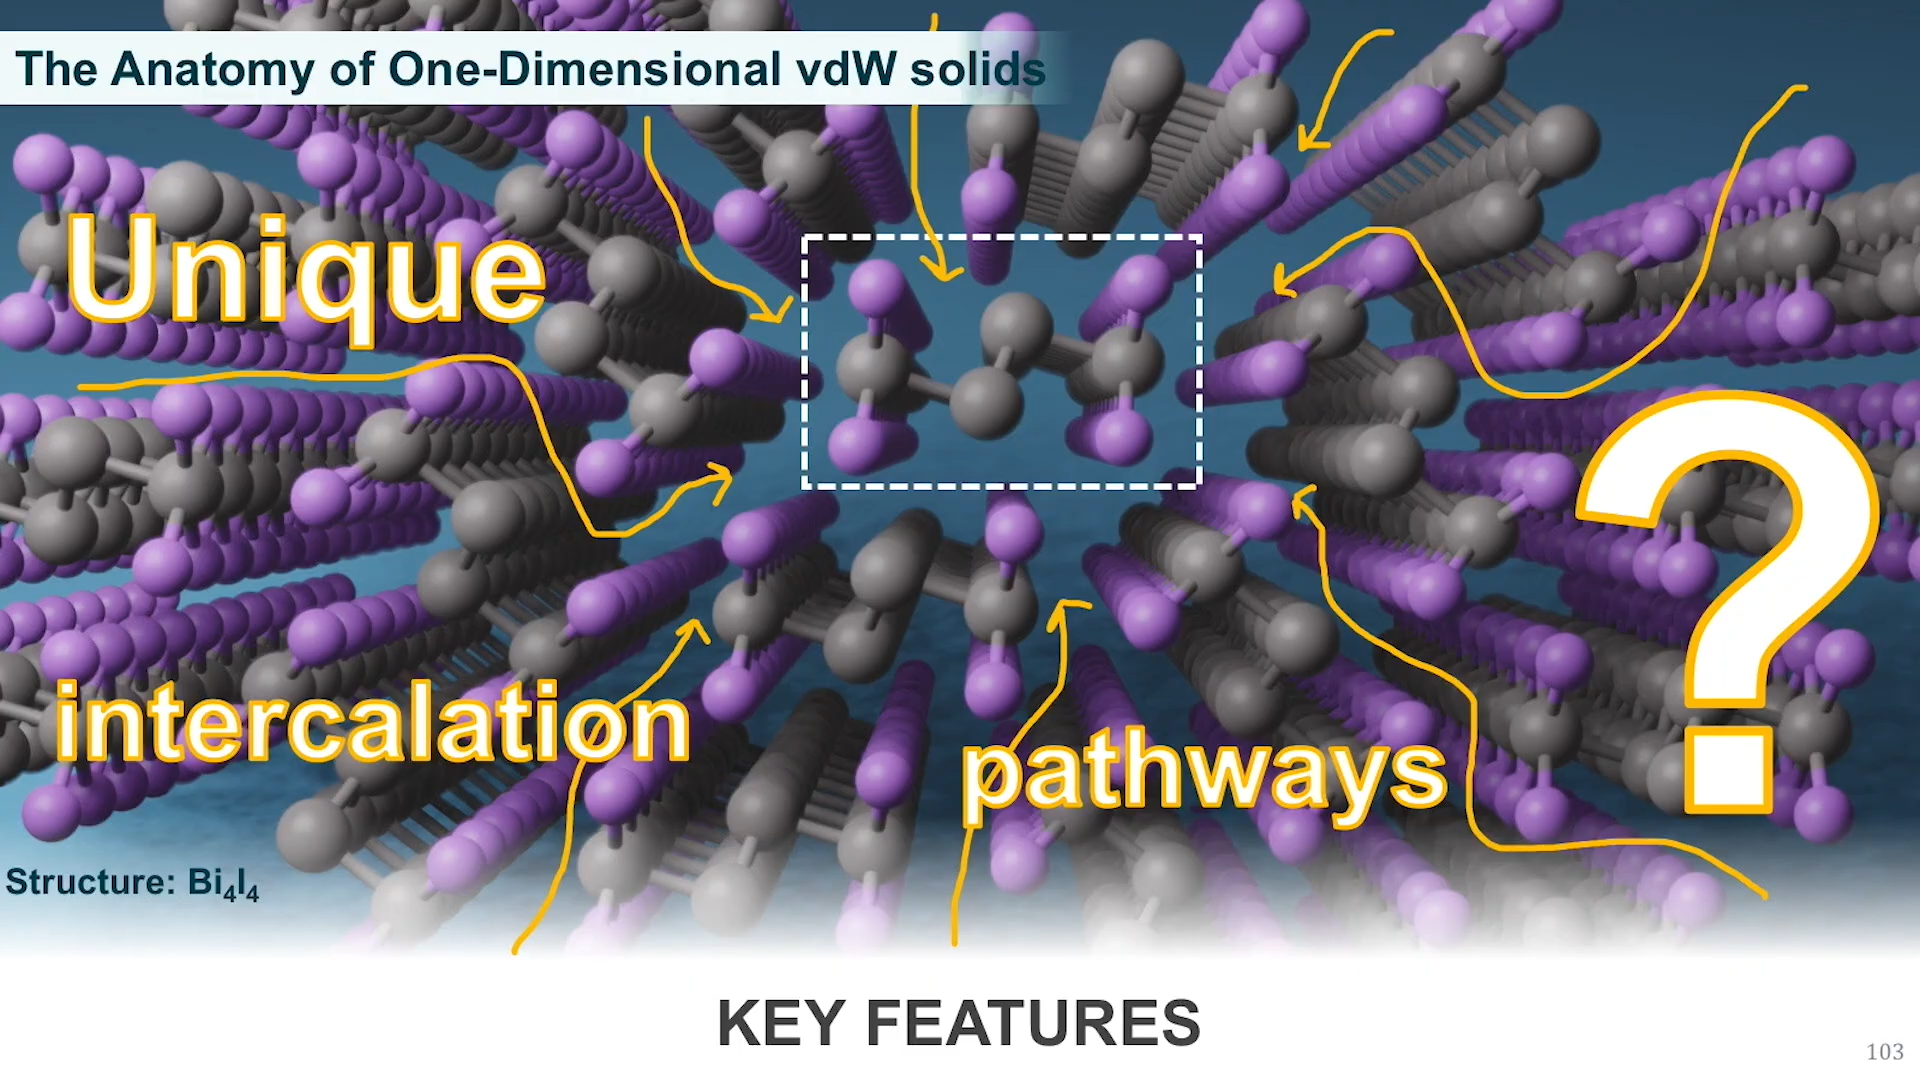 The Anatomy of One-Dimensional vdW solids
Unique
?
intercalation
pathways
Structure: Bi₄I₄
KEY FEATURES
103